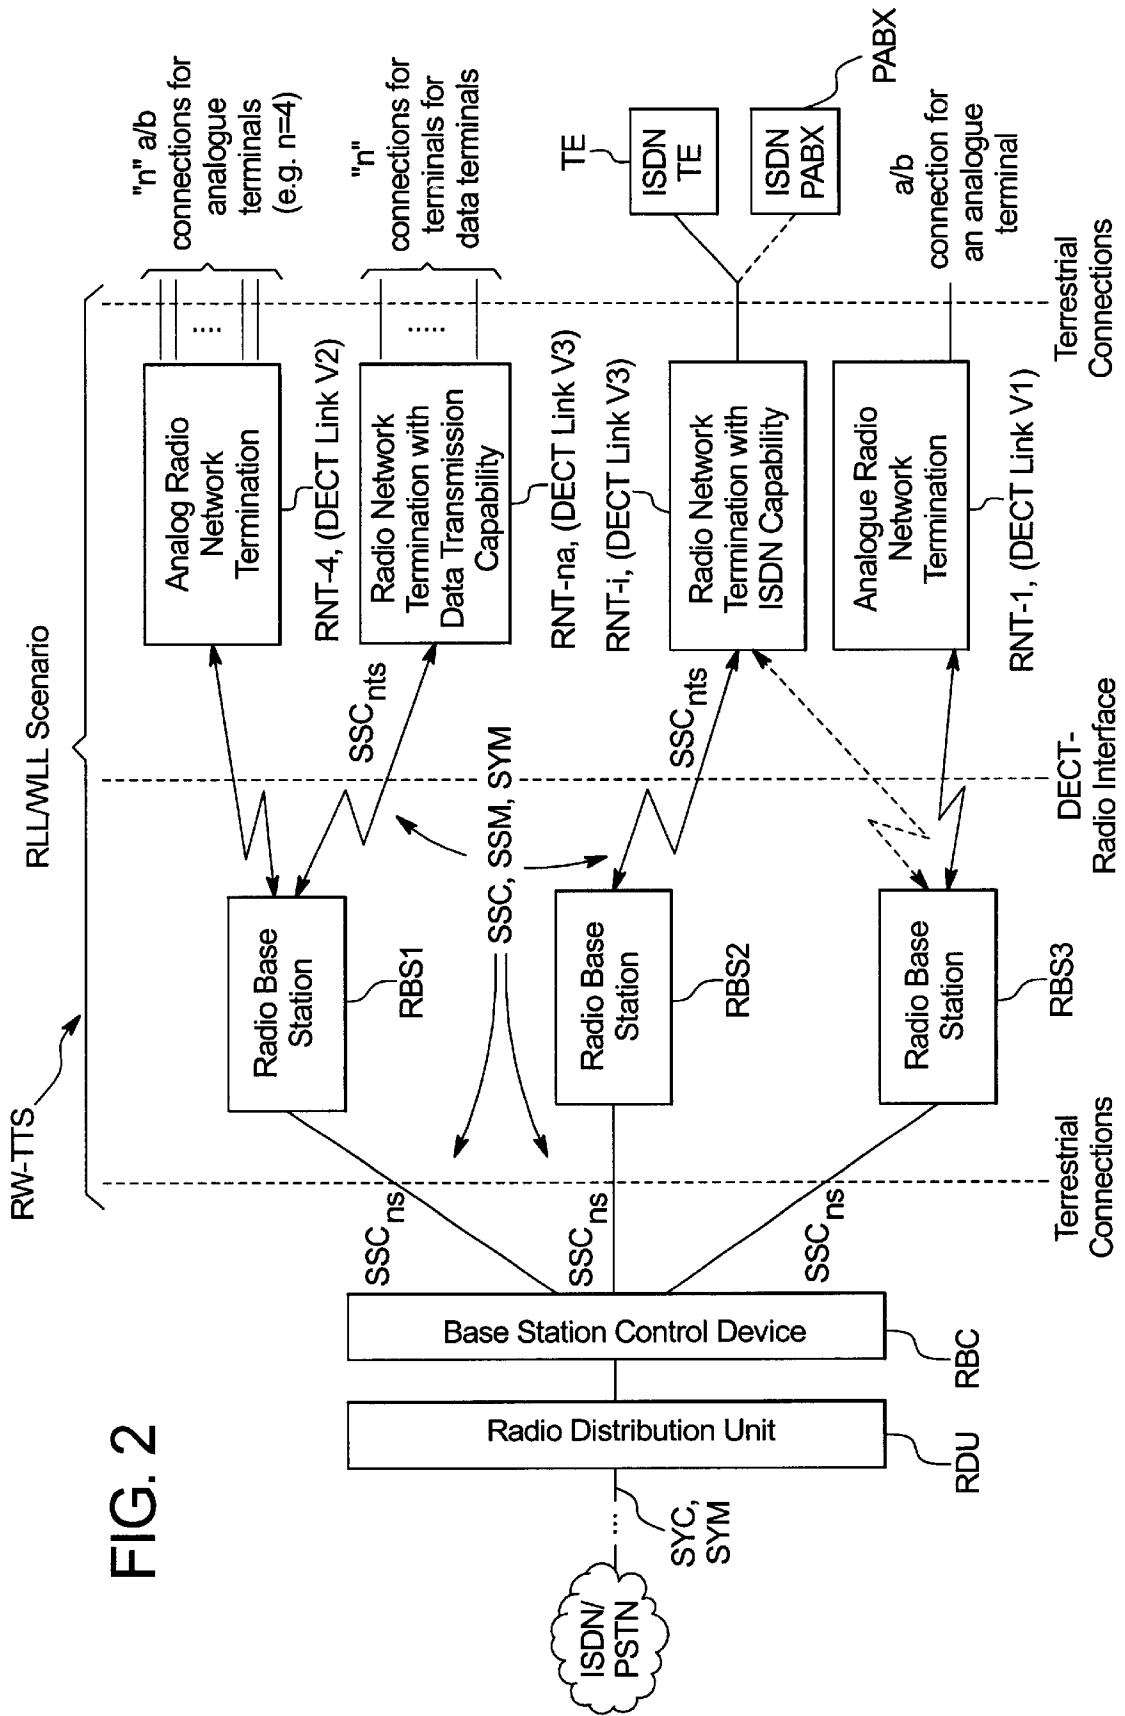 FIG. 2
RW-TTS
RLL/WLL Scenario
ISDN/
PSTN
SYC,
SYM
Radio Distribution Unit
RDU
Base Station Control Device
RBC
SSCns
SSCns
SSCns
Terrestrial
Connections
Radio Base
Station
RBS1
SSC, SSM, SYM
Radio Base
Station
RBS2
Radio Base
Station
RBS3
SSCnts
SSCnts
DECT-
Radio Interface
Analog Radio
Network
Termination
RNT-4, (DECT Link V2)
Radio Network
Termination with
Data Transmission
Capability
RNT-na, (DECT Link V3)
RNT-i, (DECT Link V3)
Radio Network
Termination with
ISDN Capability
Analogue Radio
Network
Termination
RNT-1, (DECT Link V1)
Terrestrial
Connections
"n" a/b
connections for
analogue
terminals
(e.g. n=4)
"n"
connections for
terminals for
data terminals
TE
ISDN
TE
ISDN
PABX
PABX
a/b
connection for
an analogue
terminal